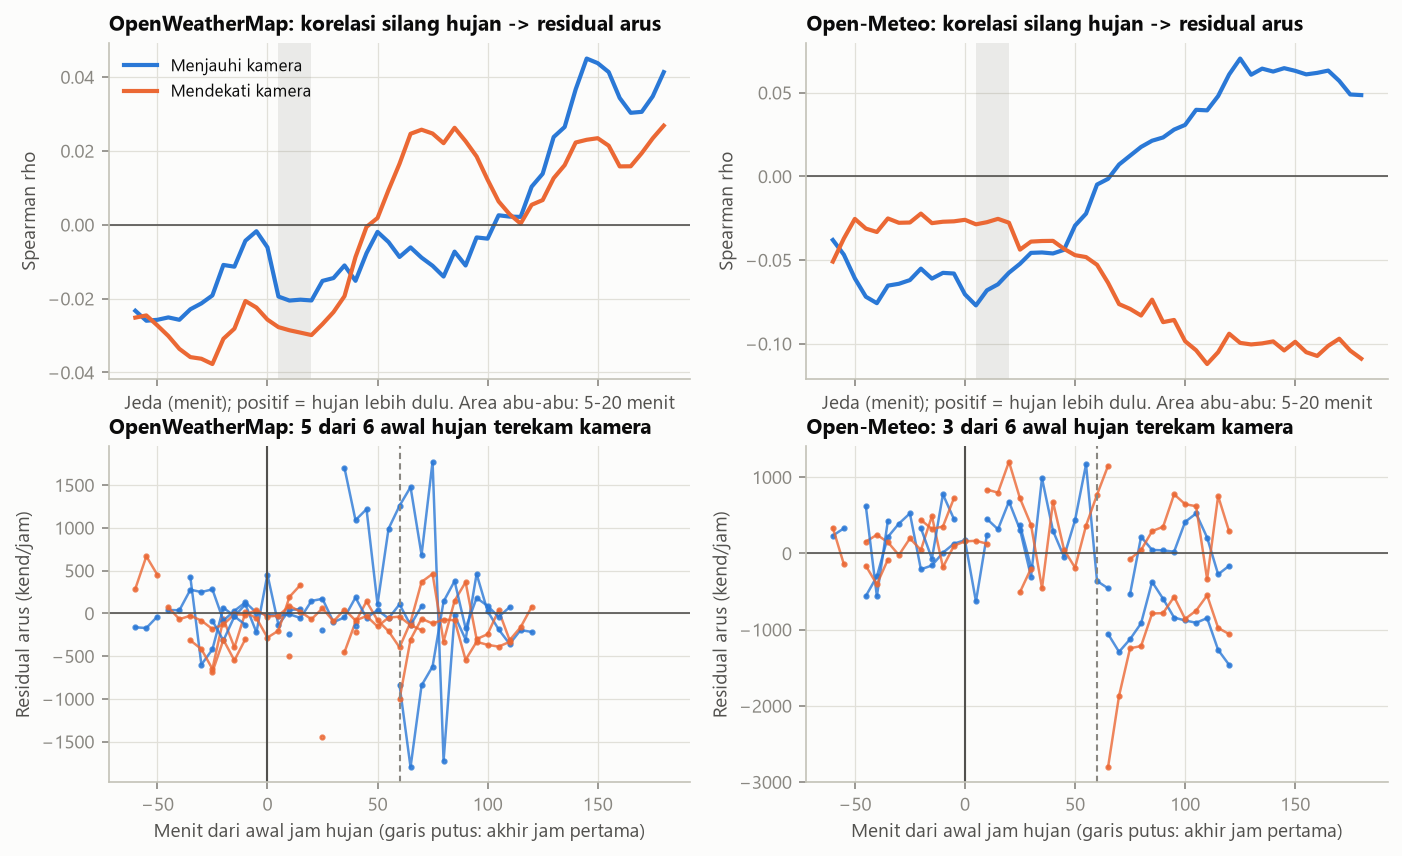 OpenWeatherMap: korelasi silang hujan -> residual arus
Menjauhi kamera
Mendekati kamera
Spearman rho
0.04
0.02
0.00
−0.02
−0.04
Jeda (menit); positif = hujan lebih dulu. Area abu-abu: 5-20 menit
Open-Meteo: korelasi silang hujan -> residual arus
Spearman rho
0.05
0.00
−0.05
−0.10
Jeda (menit); positif = hujan lebih dulu. Area abu-abu: 5-20 menit
OpenWeatherMap: 5 dari 6 awal hujan terekam kamera
Residual arus (kend/jam)
1500
1000
500
0
−500
−1000
−1500
−50 0 50 100 150
Menit dari awal jam hujan (garis putus: akhir jam pertama)
Open-Meteo: 3 dari 6 awal hujan terekam kamera
Residual arus (kend/jam)
1000
0
−1000
−2000
−3000
−50 0 50 100 150
Menit dari awal jam hujan (garis putus: akhir jam pertama)